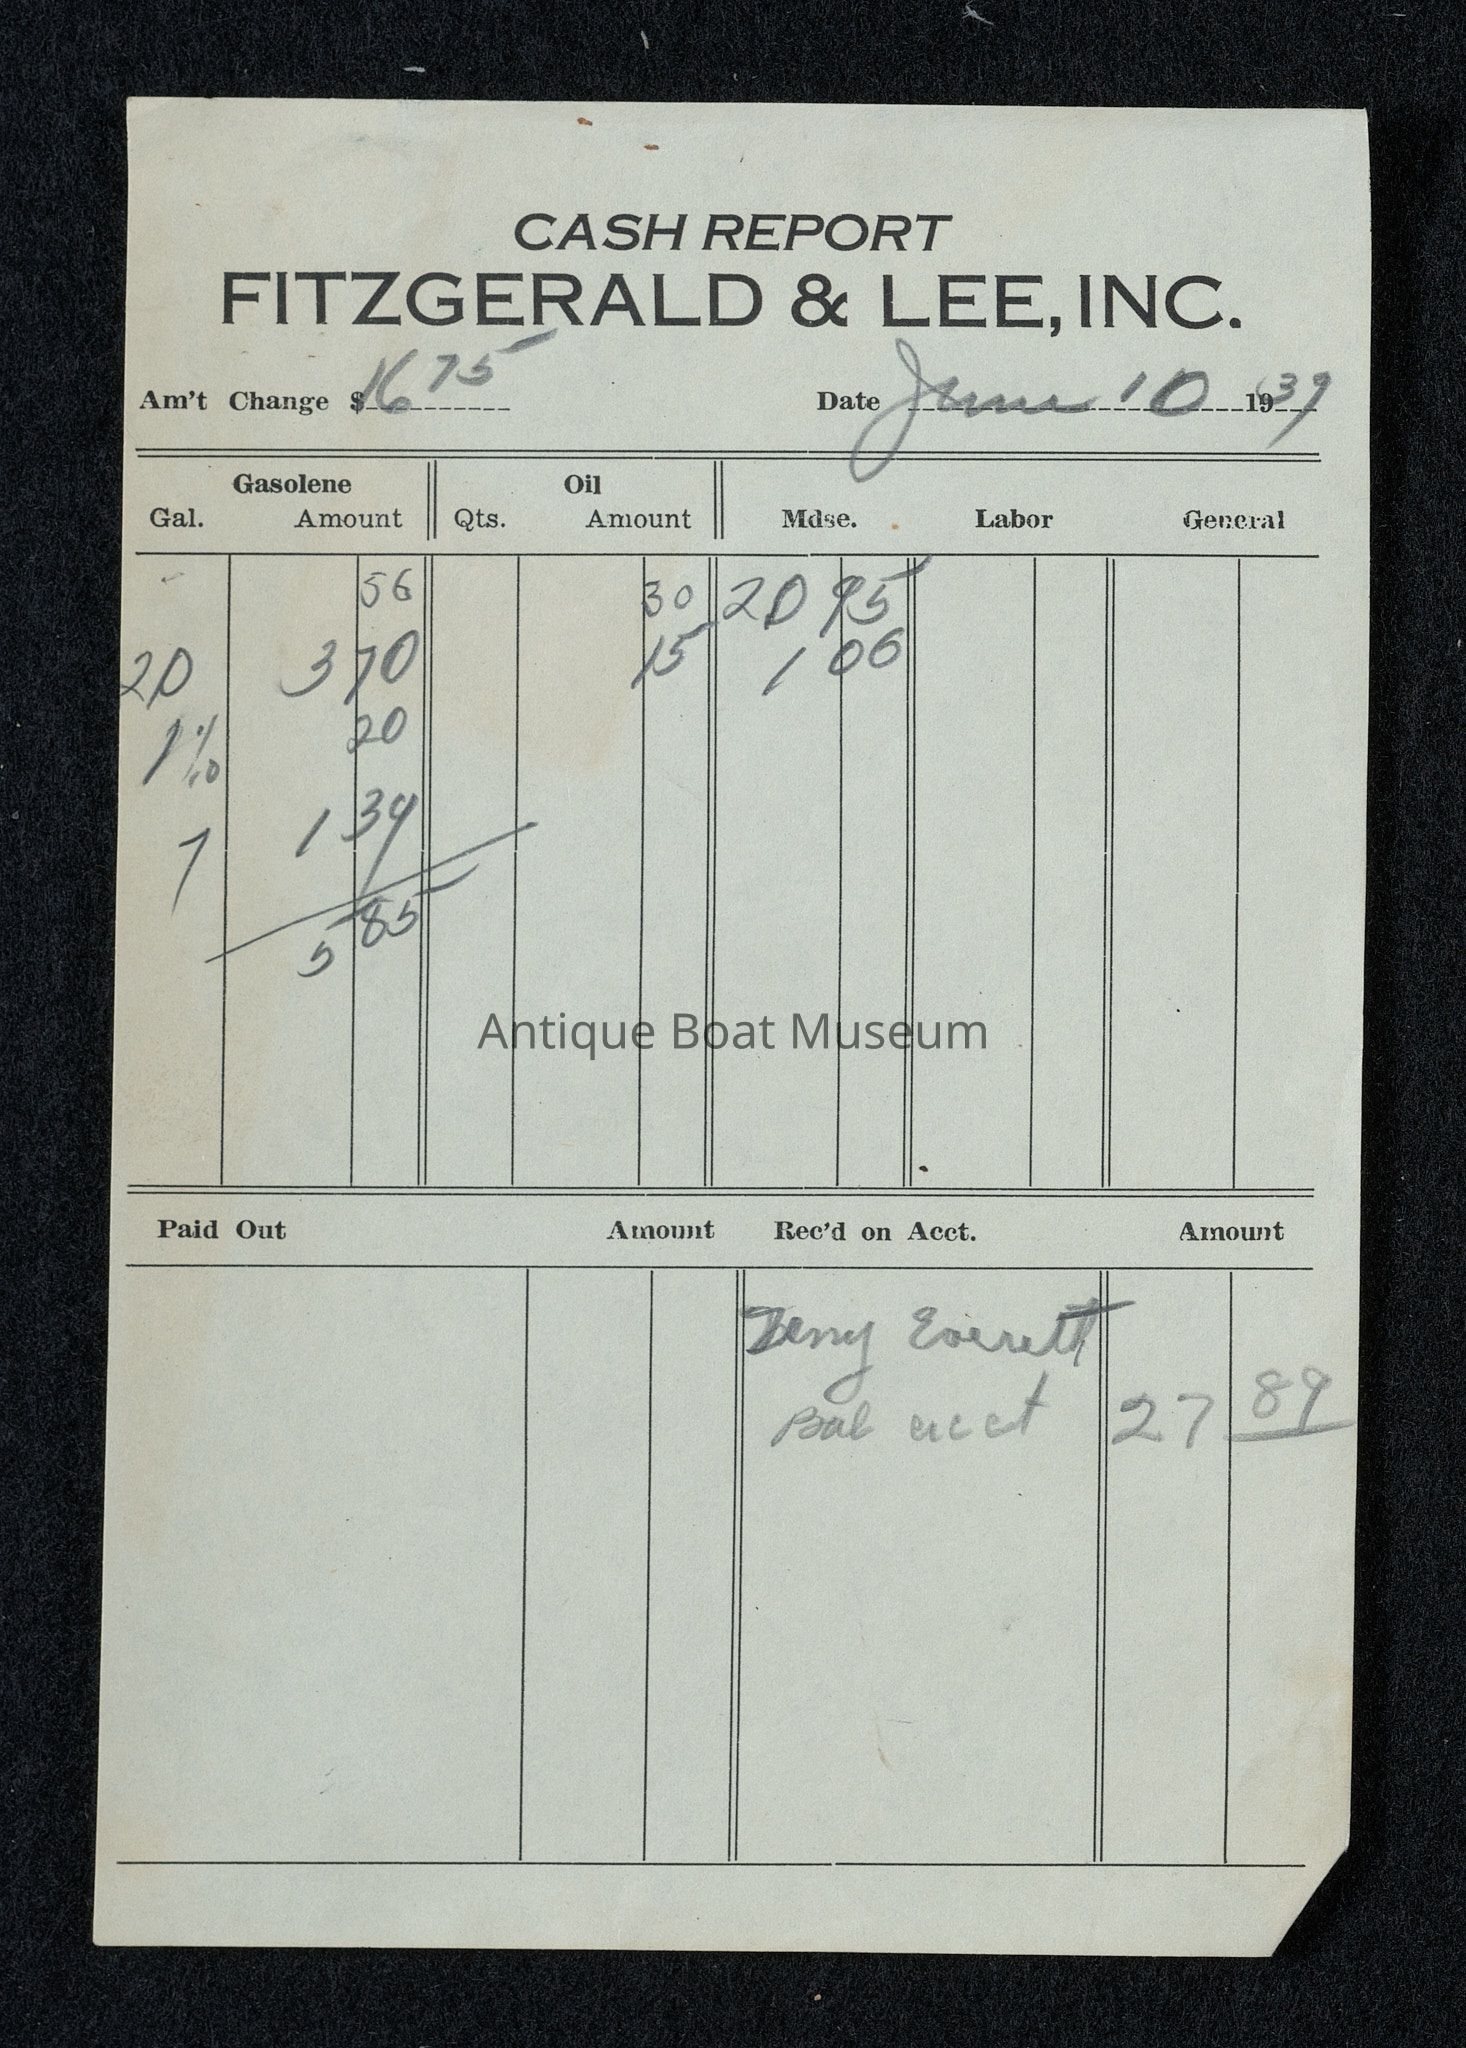 CASH REPORT
FITZGERALD & LEE, INC.
Am't Change $ 16 75 Date June 10 1939
Gasolene Oil
Gal. Amount Qts. Amount Mdse. Labor General
56 30 20 95
20 3 70 15 1 06
1 1/10 20
7 1 39
5 85
Antique Boat Museum
Paid Out Amount Rec'd on Acct. Amount
Everett
Bal acct 27 89